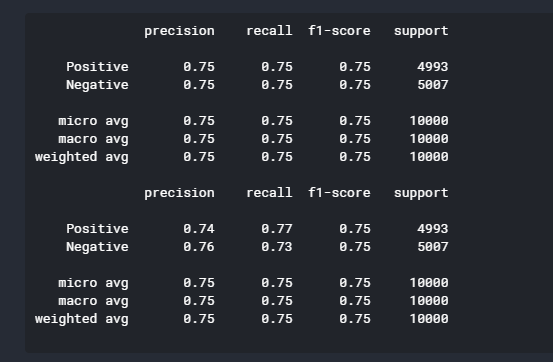 precision recall f1-score support
Positive 0.75 0.75 0.75 4993
Negative 0.75 0.75 0.75 5007
micro avg 0.75 0.75 0.75 10000
macro avg 0.75 0.75 0.75 10000
weighted avg 0.75 0.75 0.75 10000
precision recall f1-score support
Positive 0.74 0.77 0.75 4993
Negative 0.76 0.73 0.75 5007
micro avg 0.75 0.75 0.75 10000
macro avg 0.75 0.75 0.75 10000
weighted avg 0.75 0.75 0.75 10000